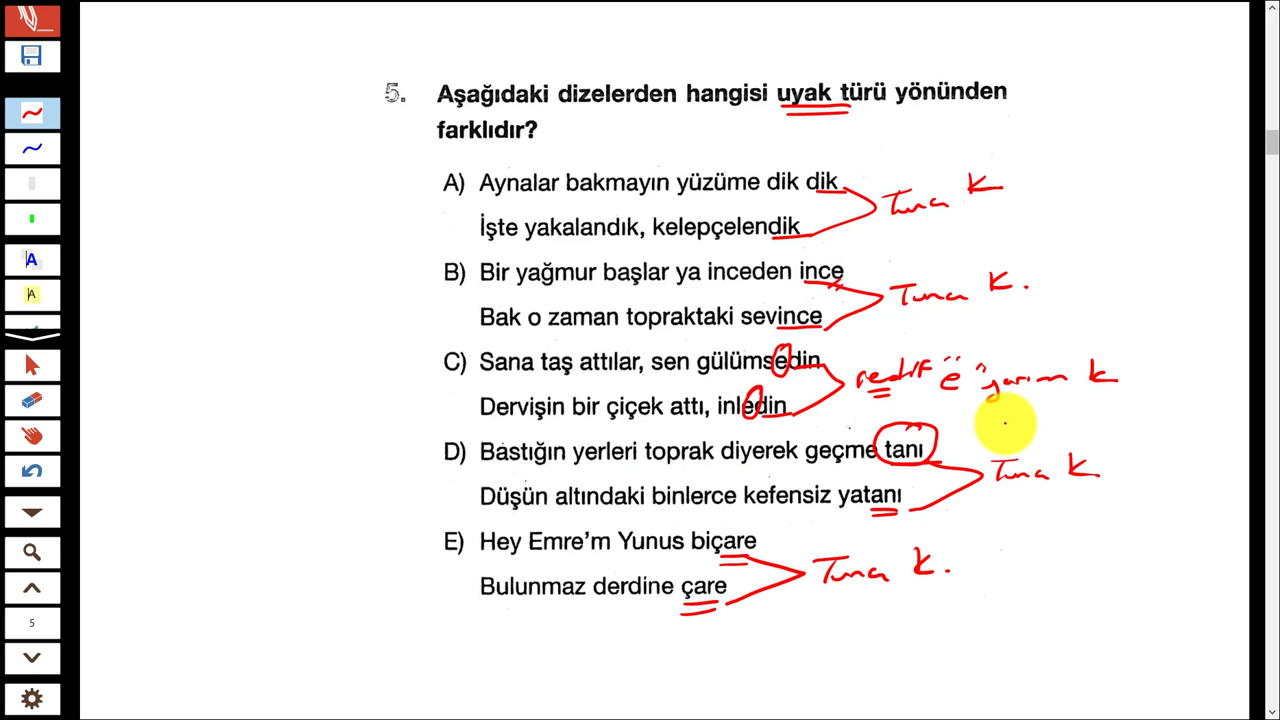 5. Aşağıdaki dizelerden hangisi uyak türü yönünden
farklıdır?
A) Aynalar bakmayın yüzüme dik dik
İşte yakalandık, kelepçelendik
Tunç K
B) Bir yağmur başlar ya inceden ince
Bak o zaman topraktaki sevince
Tunç K.
C) Sana taş attılar, sen gülümsedin
Dervişin bir çiçek attı, inledin
redif "e" yarım K
D) Bastığın yerleri toprak diyerek geçme tanı
Düşün altındaki binlerce kefensiz yatanı
Tunç K
E) Hey Emre'm Yunus biçare
Bulunmaz derdine çare
Tunç K.
A
A
5